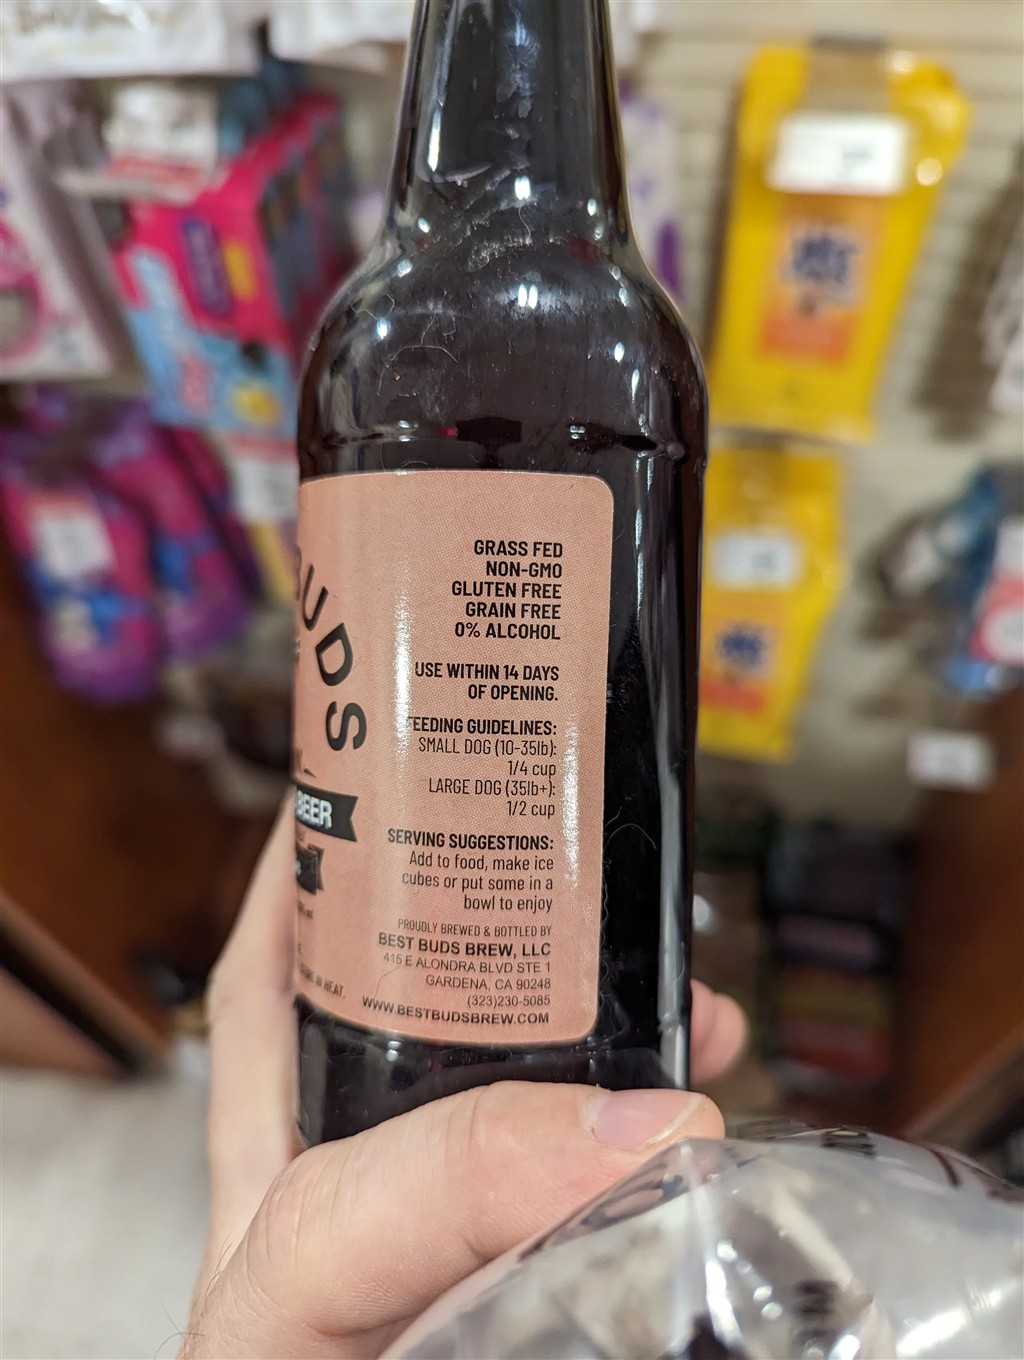 BUDS
BEER
GRASS FED
NON-GMO
GLUTEN FREE
GRAIN FREE
0% ALCOHOL
USE WITHIN 14 DAYS
OF OPENING.
FEEDING GUIDELINES:
SMALL DOG (10-35lb):
1/4 cup
LARGE DOG (35lb+):
1/2 cup
SERVING SUGGESTIONS:
Add to food, make ice
cubes or put some in a
bowl to enjoy
PROUDLY BREWED & BOTTLED BY
BEST BUDS BREW, LLC
415 E ALONDRA BLVD STE 1
GARDENA, CA 90248
(323)230-5085
WWW.BESTBUDSBREW.COM
IN HEAT.